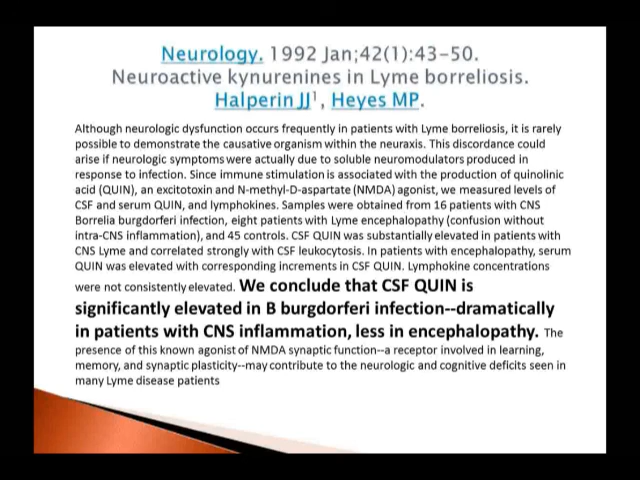 Neurology. 1992 Jan;42(1):43-50.
Neuroactive kynurenines in Lyme borreliosis.
Halperin JJ¹, Heyes MP.
Although neurologic dysfunction occurs frequently in patients with Lyme borreliosis, it is rarely
possible to demonstrate the causative organism within the neuraxis. This discordance could
arise if neurologic symptoms were actually due to soluble neuromodulators produced in
response to infection. Since immune stimulation is associated with the production of quinolinic
acid (QUIN), an excitotoxin and N-methyl-D-aspartate (NMDA) agonist, we measured levels of
CSF and serum QUIN, and lymphokines. Samples were obtained from 16 patients with CNS
Borrelia burgdorferi infection, eight patients with Lyme encephalopathy (confusion without
intra-CNS inflammation), and 45 controls. CSF QUIN was substantially elevated in patients with
CNS Lyme and correlated strongly with CSF leukocytosis. In patients with encephalopathy, serum
QUIN was elevated with corresponding increments in CSF QUIN. Lymphokine concentrations
were not consistently elevated. We conclude that CSF QUIN is
significantly elevated in B burgdorferi infection--dramatically
in patients with CNS inflammation, less in encephalopathy. The
presence of this known agonist of NMDA synaptic function--a receptor involved in learning,
memory, and synaptic plasticity--may contribute to the neurologic and cognitive deficits seen in
many Lyme disease patients